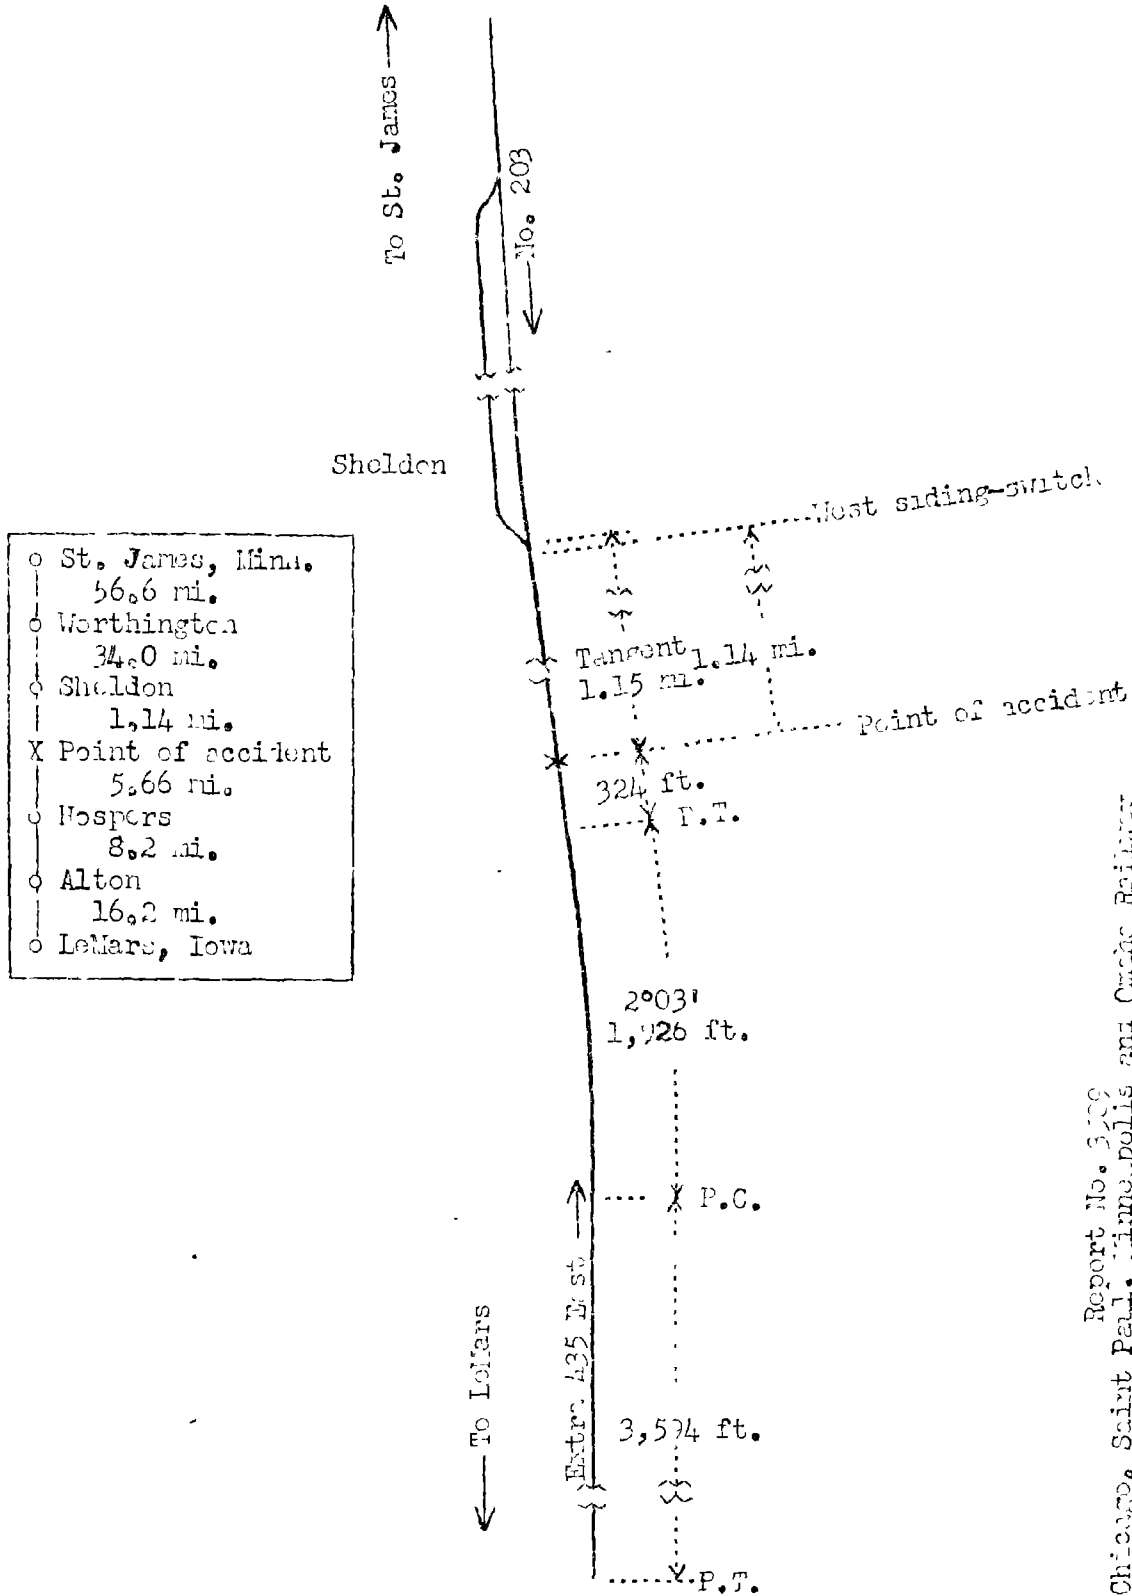 To St. James
No. 203
Sheldon
West siding-switch
St. James, Minn.
56.6 mi.
Worthington
34.0 mi.
Sheldon
1.14 mi.
X Point of accident
5.66 mi.
Hospers
8.2 mi.
Alton
16.2 mi.
LeMars, Iowa
Tangent
1.15 mi.
1.14 mi.
Point of accident
324 ft.
P.T.
2°03'
1,926 ft.
P.C.
Extra 435 East
To LeMars
3,594 ft.
P.T.
Report No.
Chicago, Saint Paul, Minneapolis and Omaha Railway